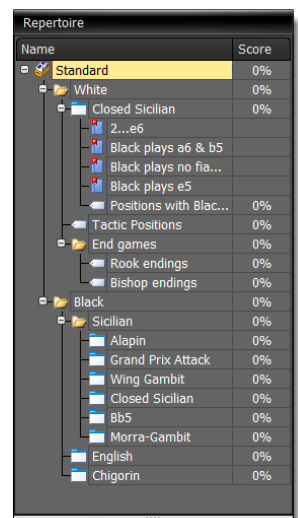 Repertoire
Name Score
Standard 0%
White 0%
Closed Sicilian 0%
2...e6
Black plays a6 & b5
Black plays no fia...
Black plays e5
Positions with Blac... 0%
Tactic Positions 0%
End games 0%
Rook endings 0%
Bishop endings 0%
Black 0%
Sicilian 0%
Alapin 0%
Grand Prix Attack 0%
Wing Gambit 0%
Closed Sicilian 0%
Bb5 0%
Morra-Gambit 0%
English 0%
Chigorin 0%